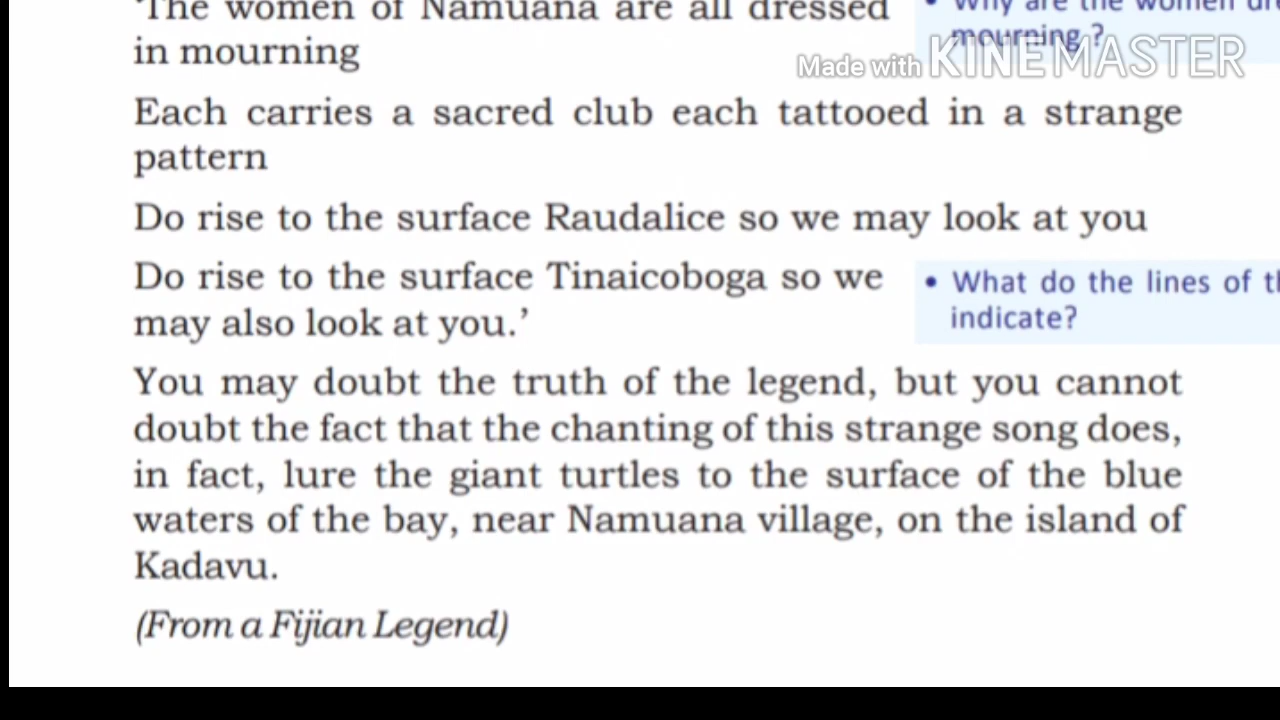 'The women of Namuana are all dressed
in mourning
• Why are the women
mourning ?
Made with KINEMASTER
Each carries a sacred club each tattooed in a strange
pattern
Do rise to the surface Raudalice so we may look at you
Do rise to the surface Tinaicoboga so we
may also look at you.’
• What do the lines of
indicate?
You may doubt the truth of the legend, but you cannot
doubt the fact that the chanting of this strange song does,
in fact, lure the giant turtles to the surface of the blue
waters of the bay, near Namuana village, on the island of
Kadavu.
(From a Fijian Legend)